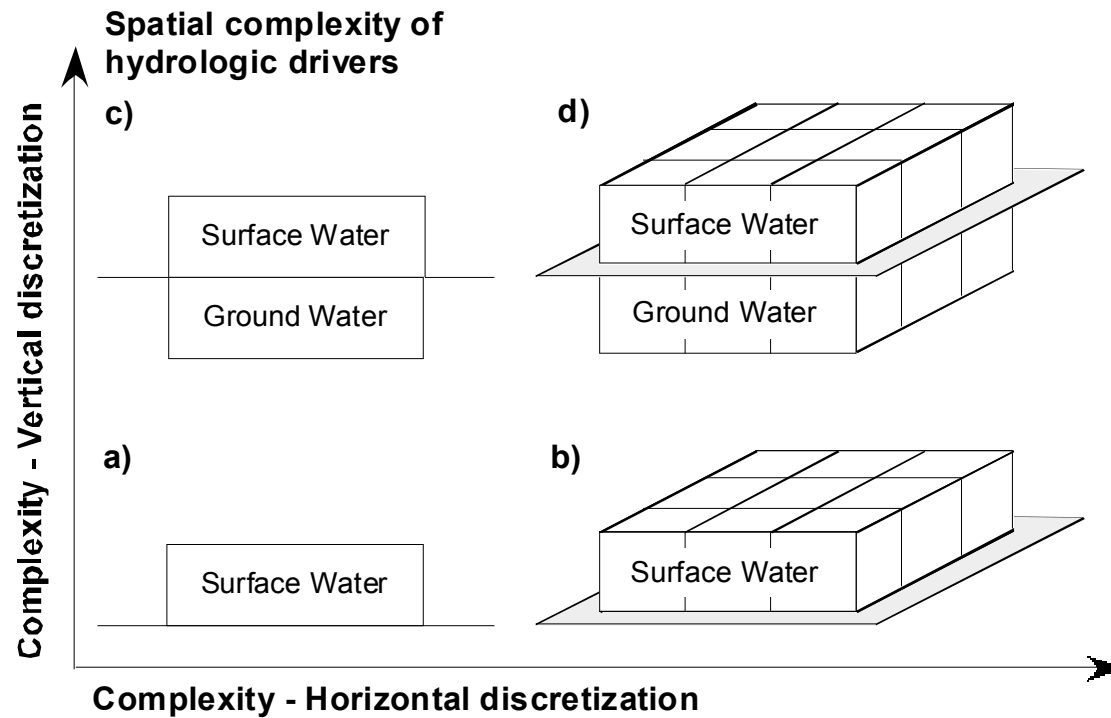 Spatial complexity of
hydrologic drivers
c)
d)
Surface Water
Ground Water
Surface Water
Ground Water
a)
b)
Surface Water
Surface Water
Complexity - Vertical discretization
Complexity - Horizontal discretization